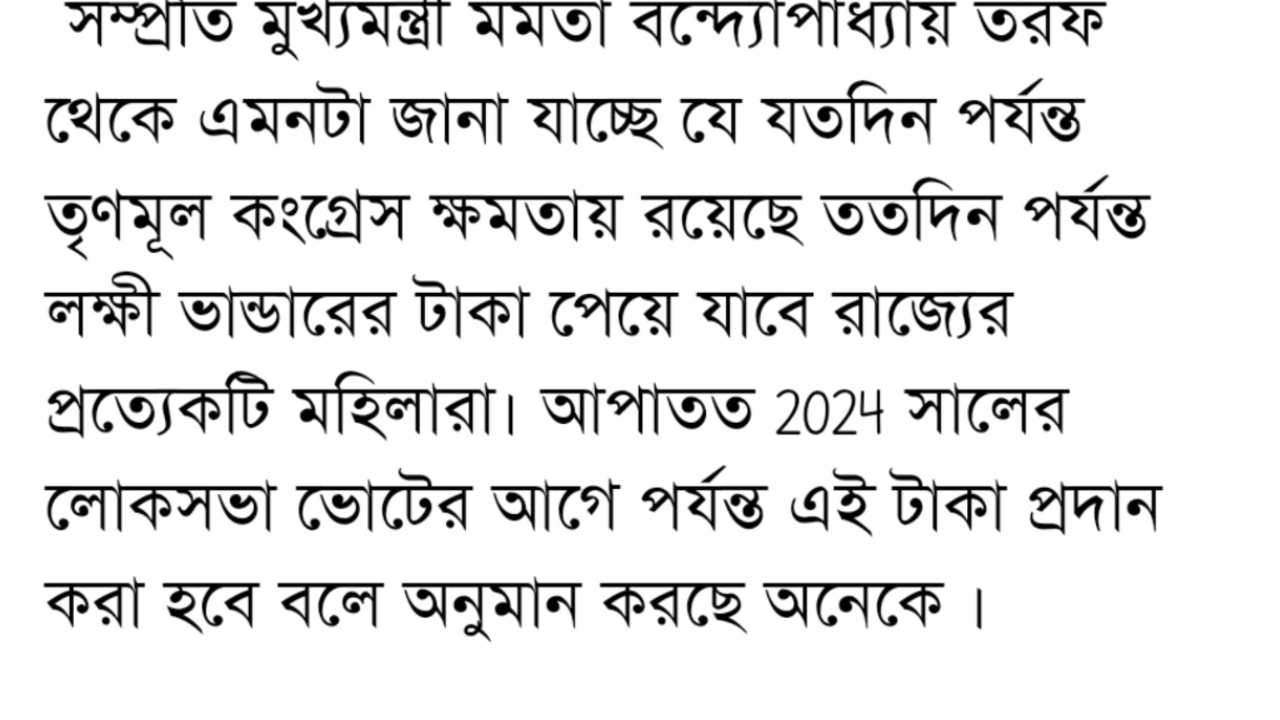 সম্প্রতি মুখ্যমন্ত্রী মমতা বন্দ্যোপাধ্যায় তরফ
থেকে এমনটা জানা যাচ্ছে যে যতদিন পর্যন্ত
তৃণমূল কংগ্রেস ক্ষমতায় রয়েছে ততদিন পর্যন্ত
লক্ষী ভান্ডারের টাকা পেয়ে যাবে রাজ্যের
প্রত্যেকটি মহিলারা। আপাতত 2024 সালের
লোকসভা ভোটের আগে পর্যন্ত এই টাকা প্রদান
করা হবে বলে অনুমান করছে অনেকে ।